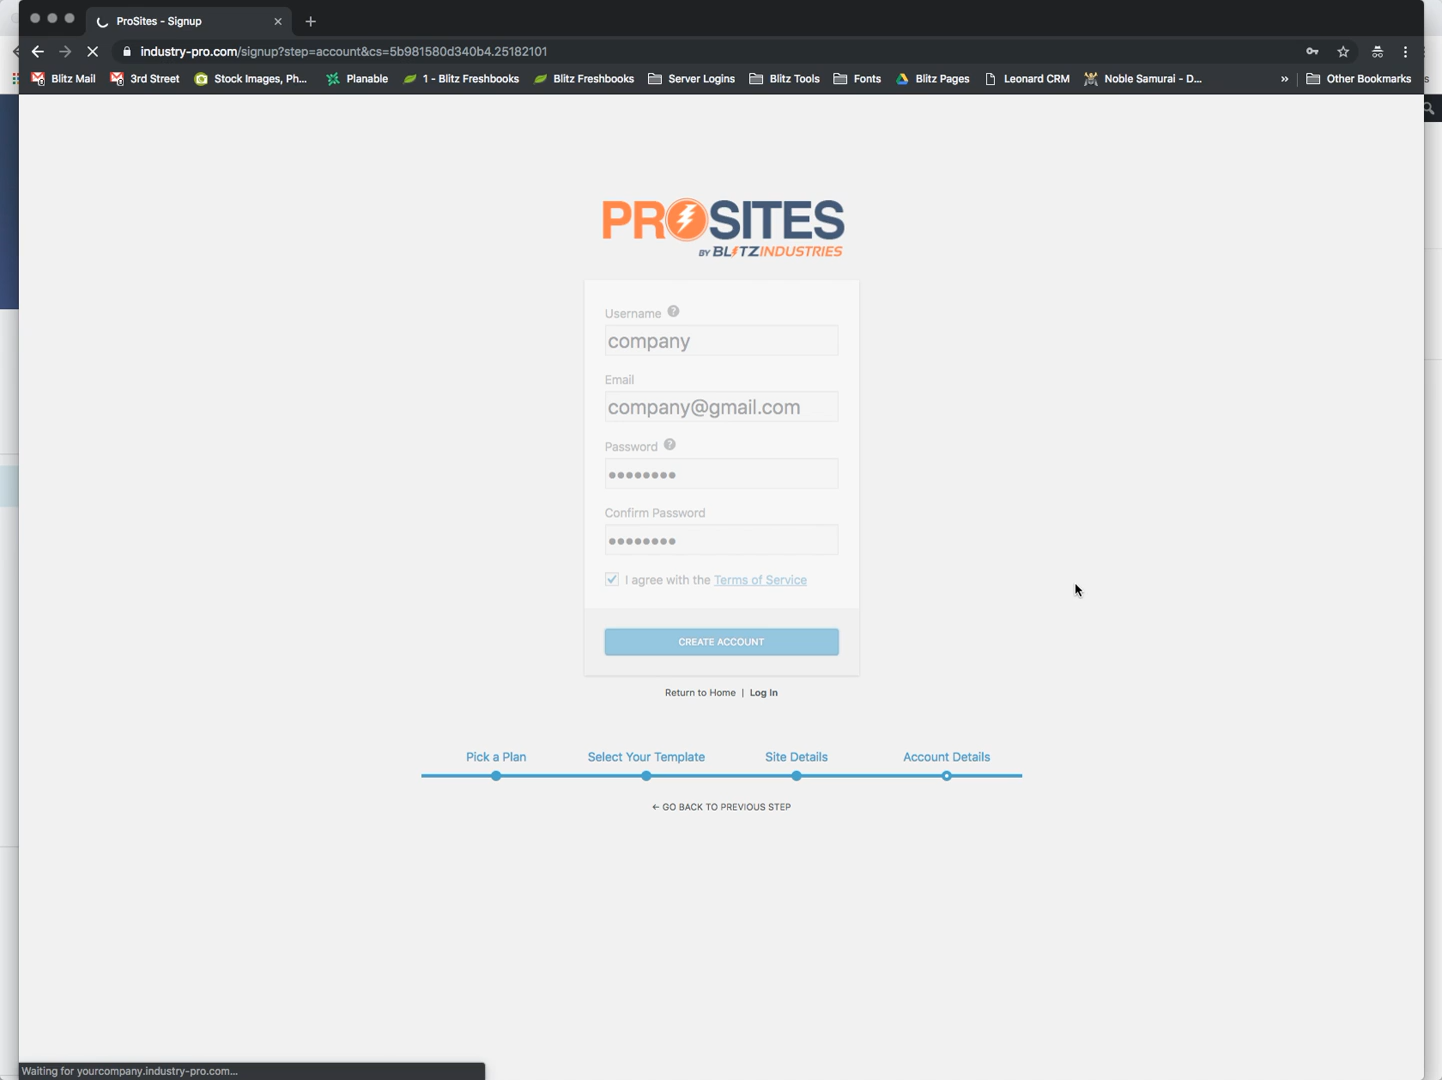 ProSites - Signup
industry-pro.com/signup?step=account&cs=5b981580d340b4.25182101
Blitz Mail 3rd Street Stock Images, Ph... Planable 1 - Blitz Freshbooks Blitz Freshbooks Server Logins Blitz Tools Fonts Blitz Pages Leonard CRM Noble Samurai - D... » Other Bookmarks
PROSITES
BY BLITZINDUSTRIES
Username ?
company
Email
company@gmail.com
Password ?
Confirm Password
I agree with the Terms of Service
CREATE ACCOUNT
Return to Home | Log In
Pick a Plan Select Your Template Site Details Account Details
← GO BACK TO PREVIOUS STEP
Waiting for yourcompany.industry-pro.com...